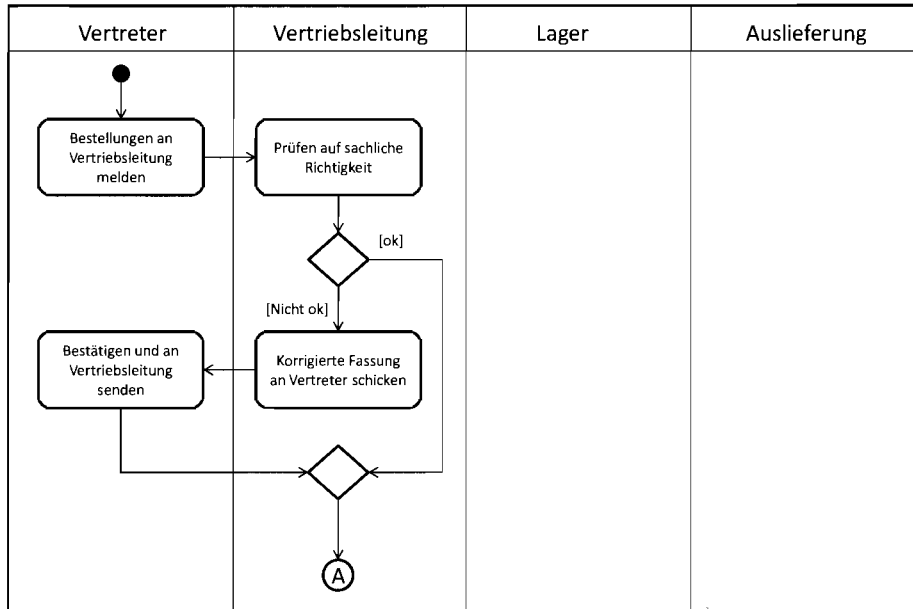 Vertreter
Vertriebsleitung
Lager
Auslieferung
Bestellungen an
Vertriebsleitung
melden
Prüfen auf sachliche
Richtigkeit
[ok]
[Nicht ok]
Bestätigen und an
Vertriebsleitung
senden
Korrigierte Fassung
an Vertreter schicken
A